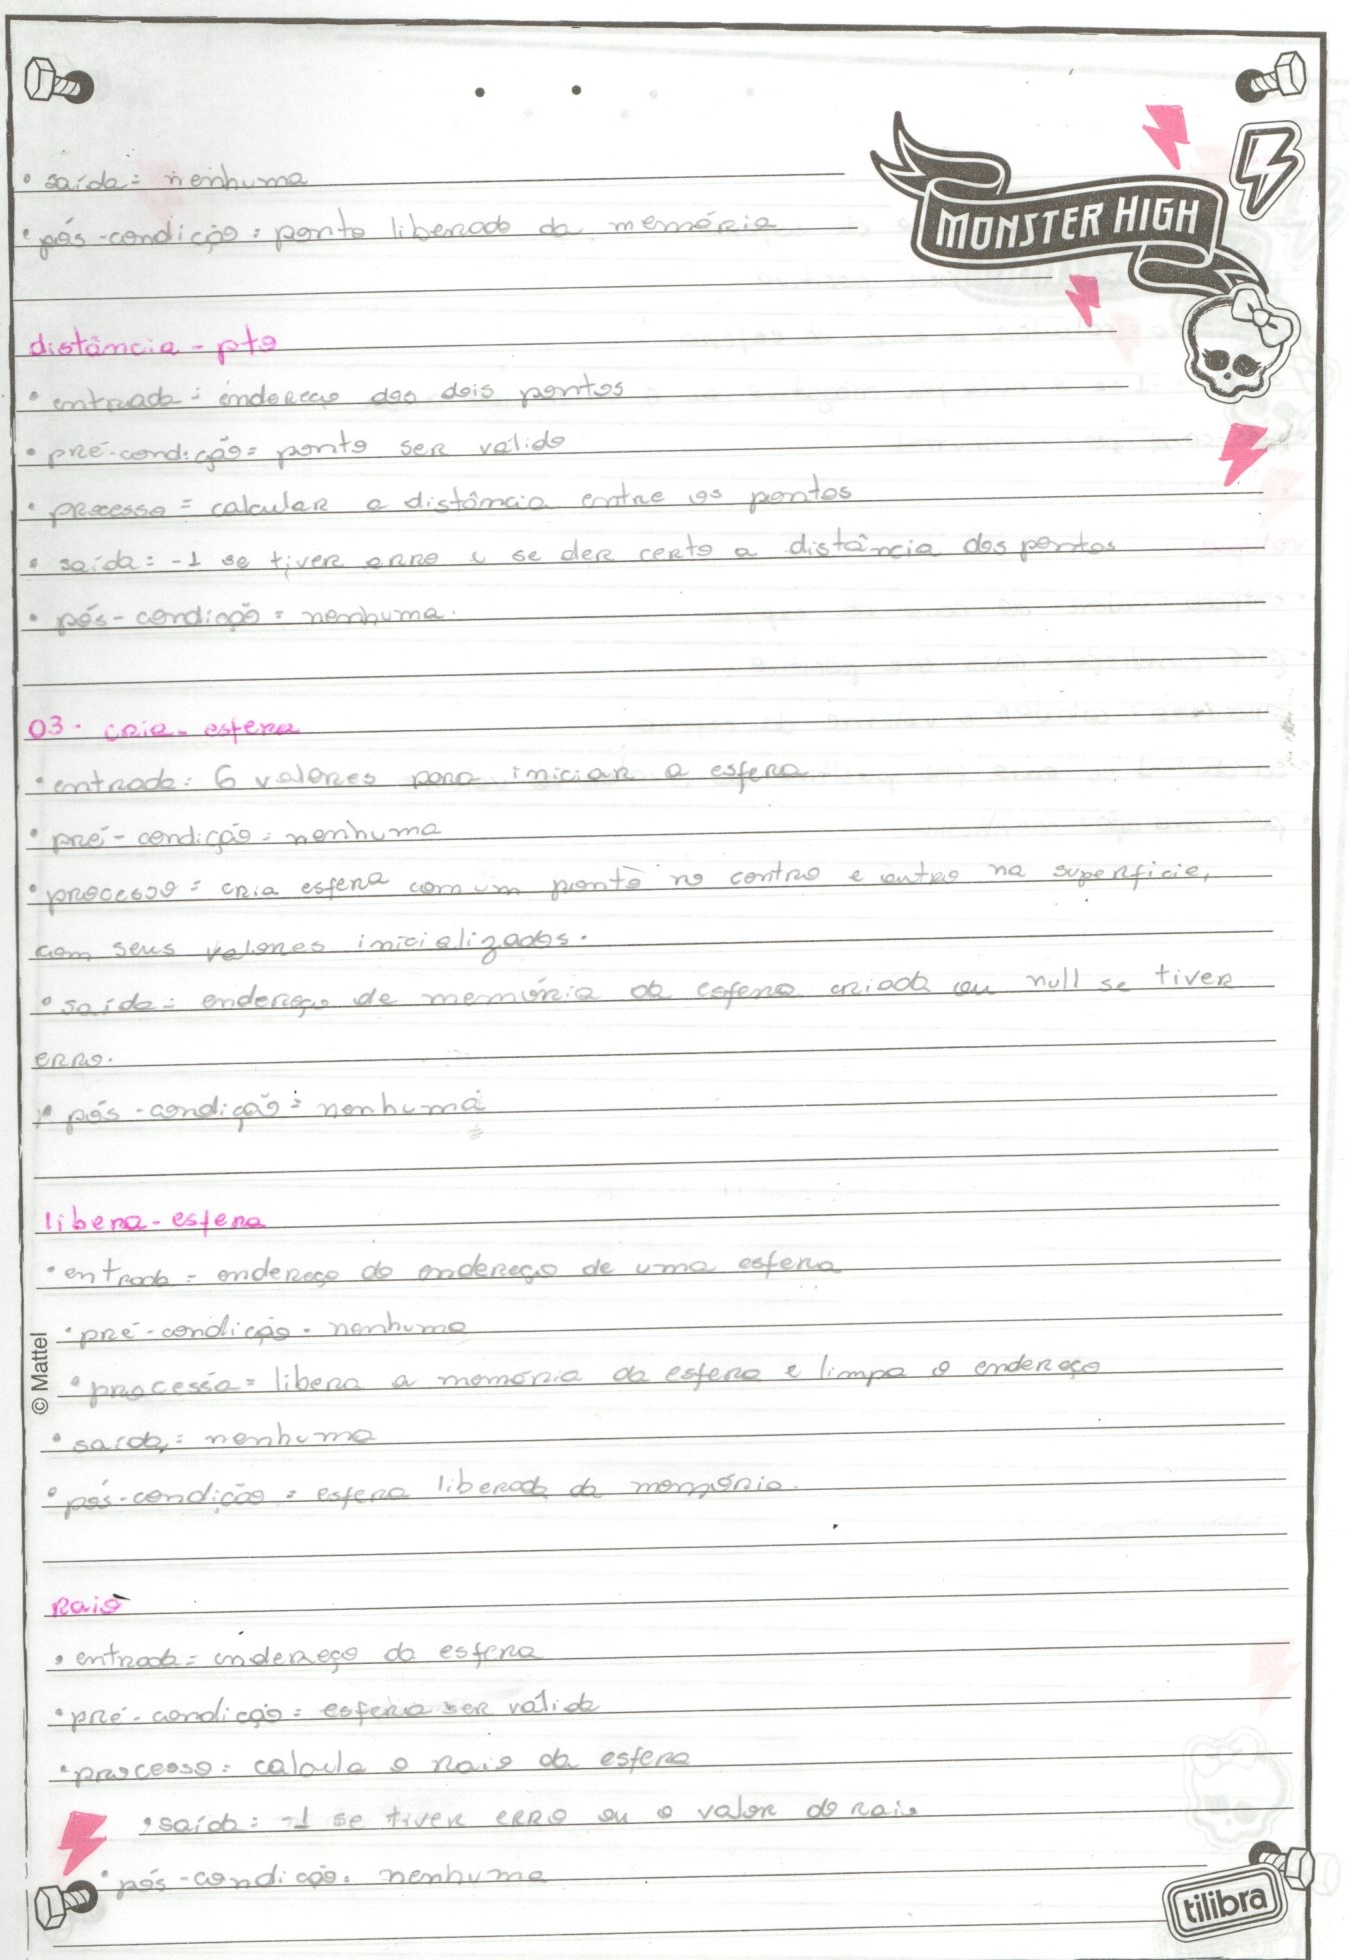 • saída: nenhuma
• pós-condição: ponto liberado da memória
MONSTER HIGH
distância-pto
• entrada: endereço dos dois pontos
• pré-condição: ponto ser válido
• processo: calcular a distância entre os pontos
• saída: -1 se tiver erro e se der certo a distância dos pontos
• pós-condição: nenhuma.
03. cria-esfera
• entrada: 6 valores para iniciar a esfera
• pré-condição: nenhuma
• processo: cria esfera com um ponto no centro e outro na superfície,
com seus valores inicializados.
• saída: endereço de memória da esfera criada ou null se tiver
erro.
• pós-condição: nenhuma
libera-esfera
• entrada: endereço do endereço de uma esfera
• pré-condição: nenhuma
• processo: libera a memória da esfera e limpa o endereço
• saída: nenhuma
• pós-condição: esfera liberada da memória.
© Mattel
Raio
• entrada: endereço da esfera
• pré-condição: esfera ser válida
• processo: calcula o raio da esfera
• saída: -1 se tiver erro ou o valor do raio
• pós-condição: nenhuma
tilibra